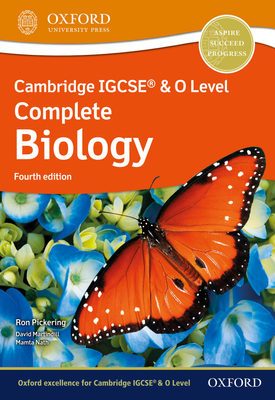 OXFORD
UNIVERSITY PRESS
ASPIRE
SUCCEED
PROGRESS
Cambridge IGCSE® & O Level
Complete
Biology
Fourth edition
Ron Pickering
David Martindill
Mamta Nath
Oxford excellence for Cambridge IGCSE® & O Level
OXFORD